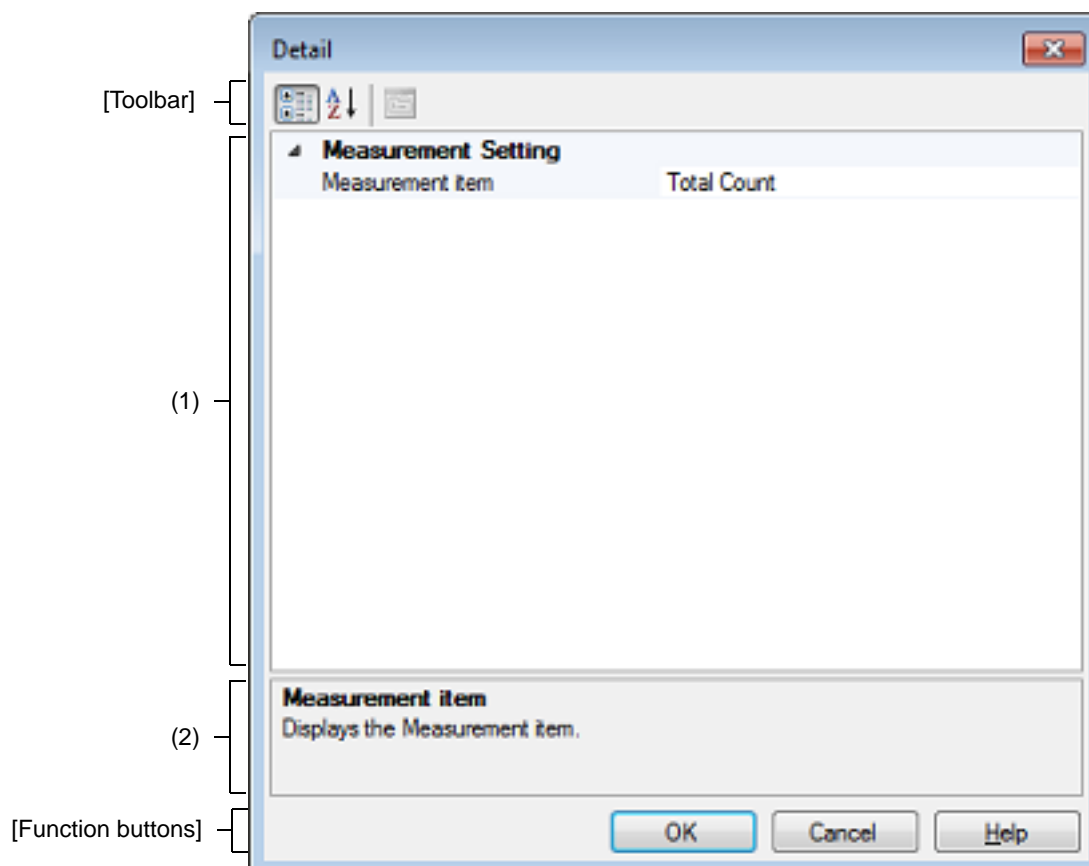 Detail
[Toolbar]
AZ
Measurement Setting
Measurement item Total Count
(1)
Measurement item
Displays the Measurement item.
(2)
[Function buttons]
OK Cancel Help